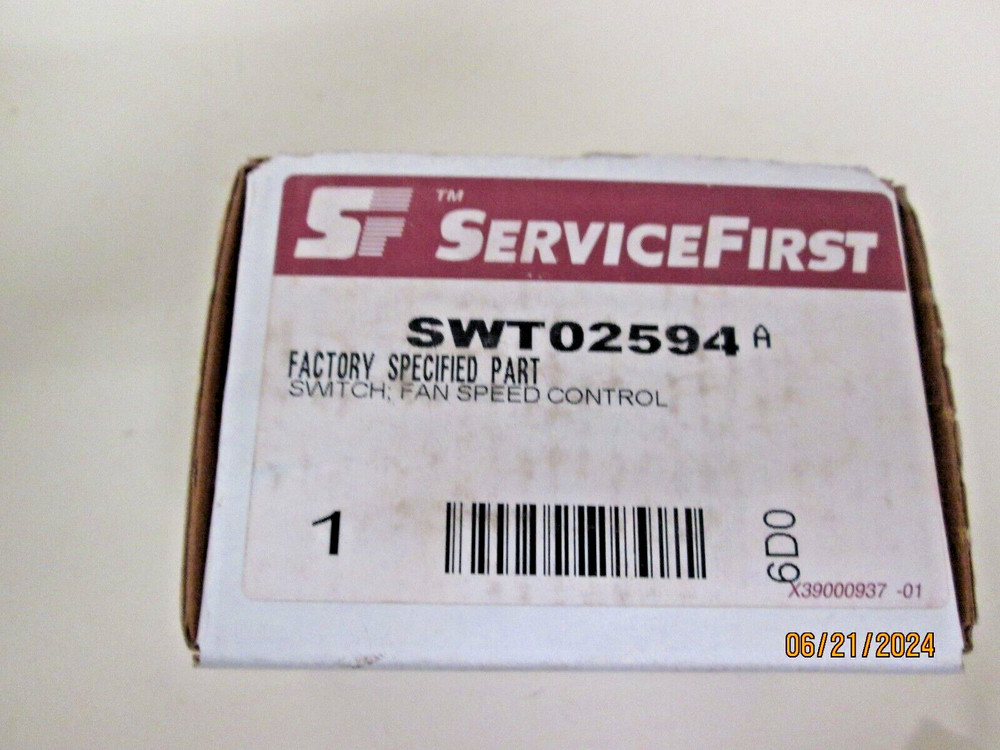 SF ™ SERVICEFIRST
SWT02594 A
FACTORY SPECIFIED PART
SWITCH; FAN SPEED CONTROL
1
6D0
X39000937 -01
06/21/2024